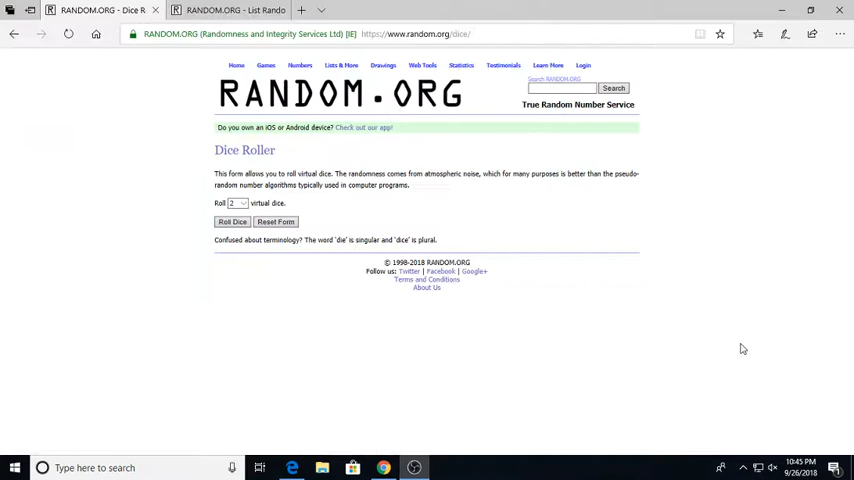 RANDOM.ORG - Dice R
RANDOM.ORG - List Rando
RANDOM.ORG (Randomness and Integrity Services Ltd) [IE] https://www.random.org/dice/
Home Games Numbers Lists & More Drawings Web Tools Statistics Testimonials Learn More Login
RANDOM.ORG
Search RANDOM.ORG
Search
True Random Number Service
Do you own an iOS or Android device? Check out our app!
Dice Roller
This form allows you to roll virtual dice. The randomness comes from atmospheric noise, which for many purposes is better than the pseudo-
random number algorithms typically used in computer programs.
Roll 2 virtual dice.
Roll Dice Reset Form
Confused about terminology? The word 'die' is singular and 'dice' is plural.
© 1998-2018 RANDOM.ORG
Follow us: Twitter | Facebook | Google+
Terms and Conditions
About Us
Type here to search
10:45 PM
9/26/2018